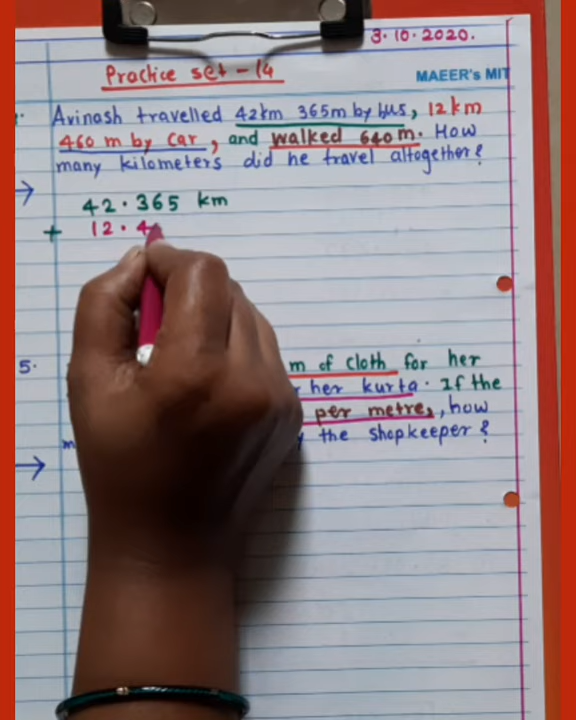 3.10.2020.
Practice set - 14
MAEER's MIT
Avinash travelled 42km 365m by bus, 12km
460 m by car, and walked 640m. How
many kilometers did he travel altogether?
→ 42.365 km
+ 12.4
5. m of cloth for her
her kurta. If the
per metre, how
→ m the shopkeeper?